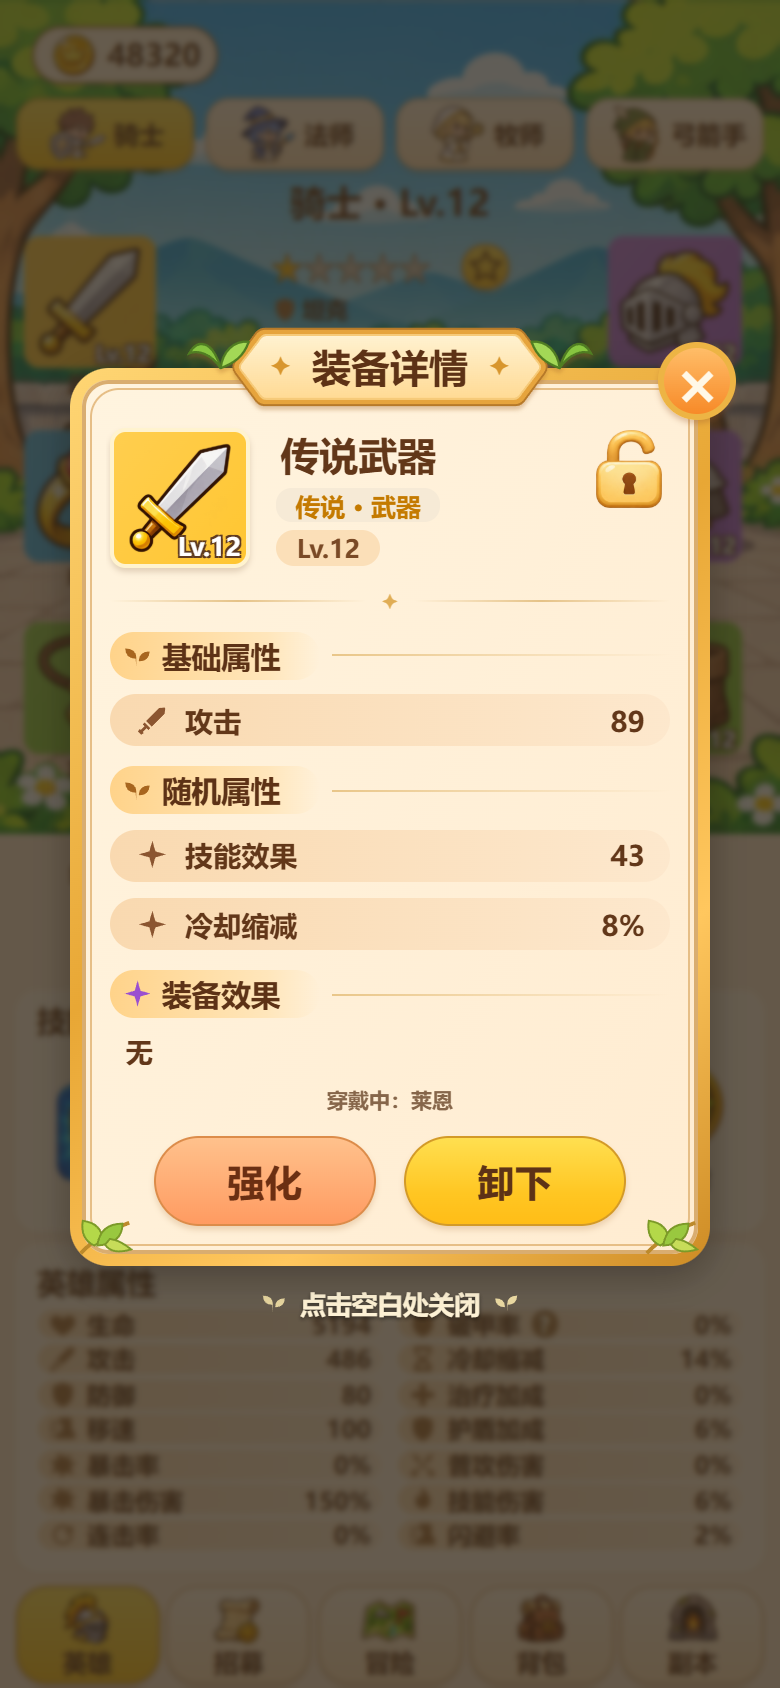 48320
骑士
法师
牧师
弓箭手
骑士·Lv.12
装备详情
传说武器
传说·武器
Lv.12
Lv.12
基础属性
攻击 89
随机属性
技能效果 43
冷却缩减 8%
装备效果
无
穿戴中：莱恩
强化
卸下
点击空白处关闭
英雄属性
生命
攻击 486
冷却缩减 14%
防御 80
治疗加成 0%
移速 100
护盾加成 6%
暴击率 0%
普攻伤害 0%
暴击伤害 150%
技能伤害 6%
连击率 0%
闪避率 2%
英雄
招募
冒险
背包
副本